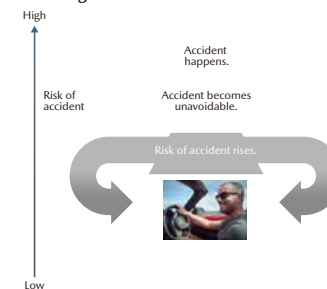 High
Accident
happens.
Risk of
accident
Accident becomes
unavoidable.
Risk of accident rises.
Low